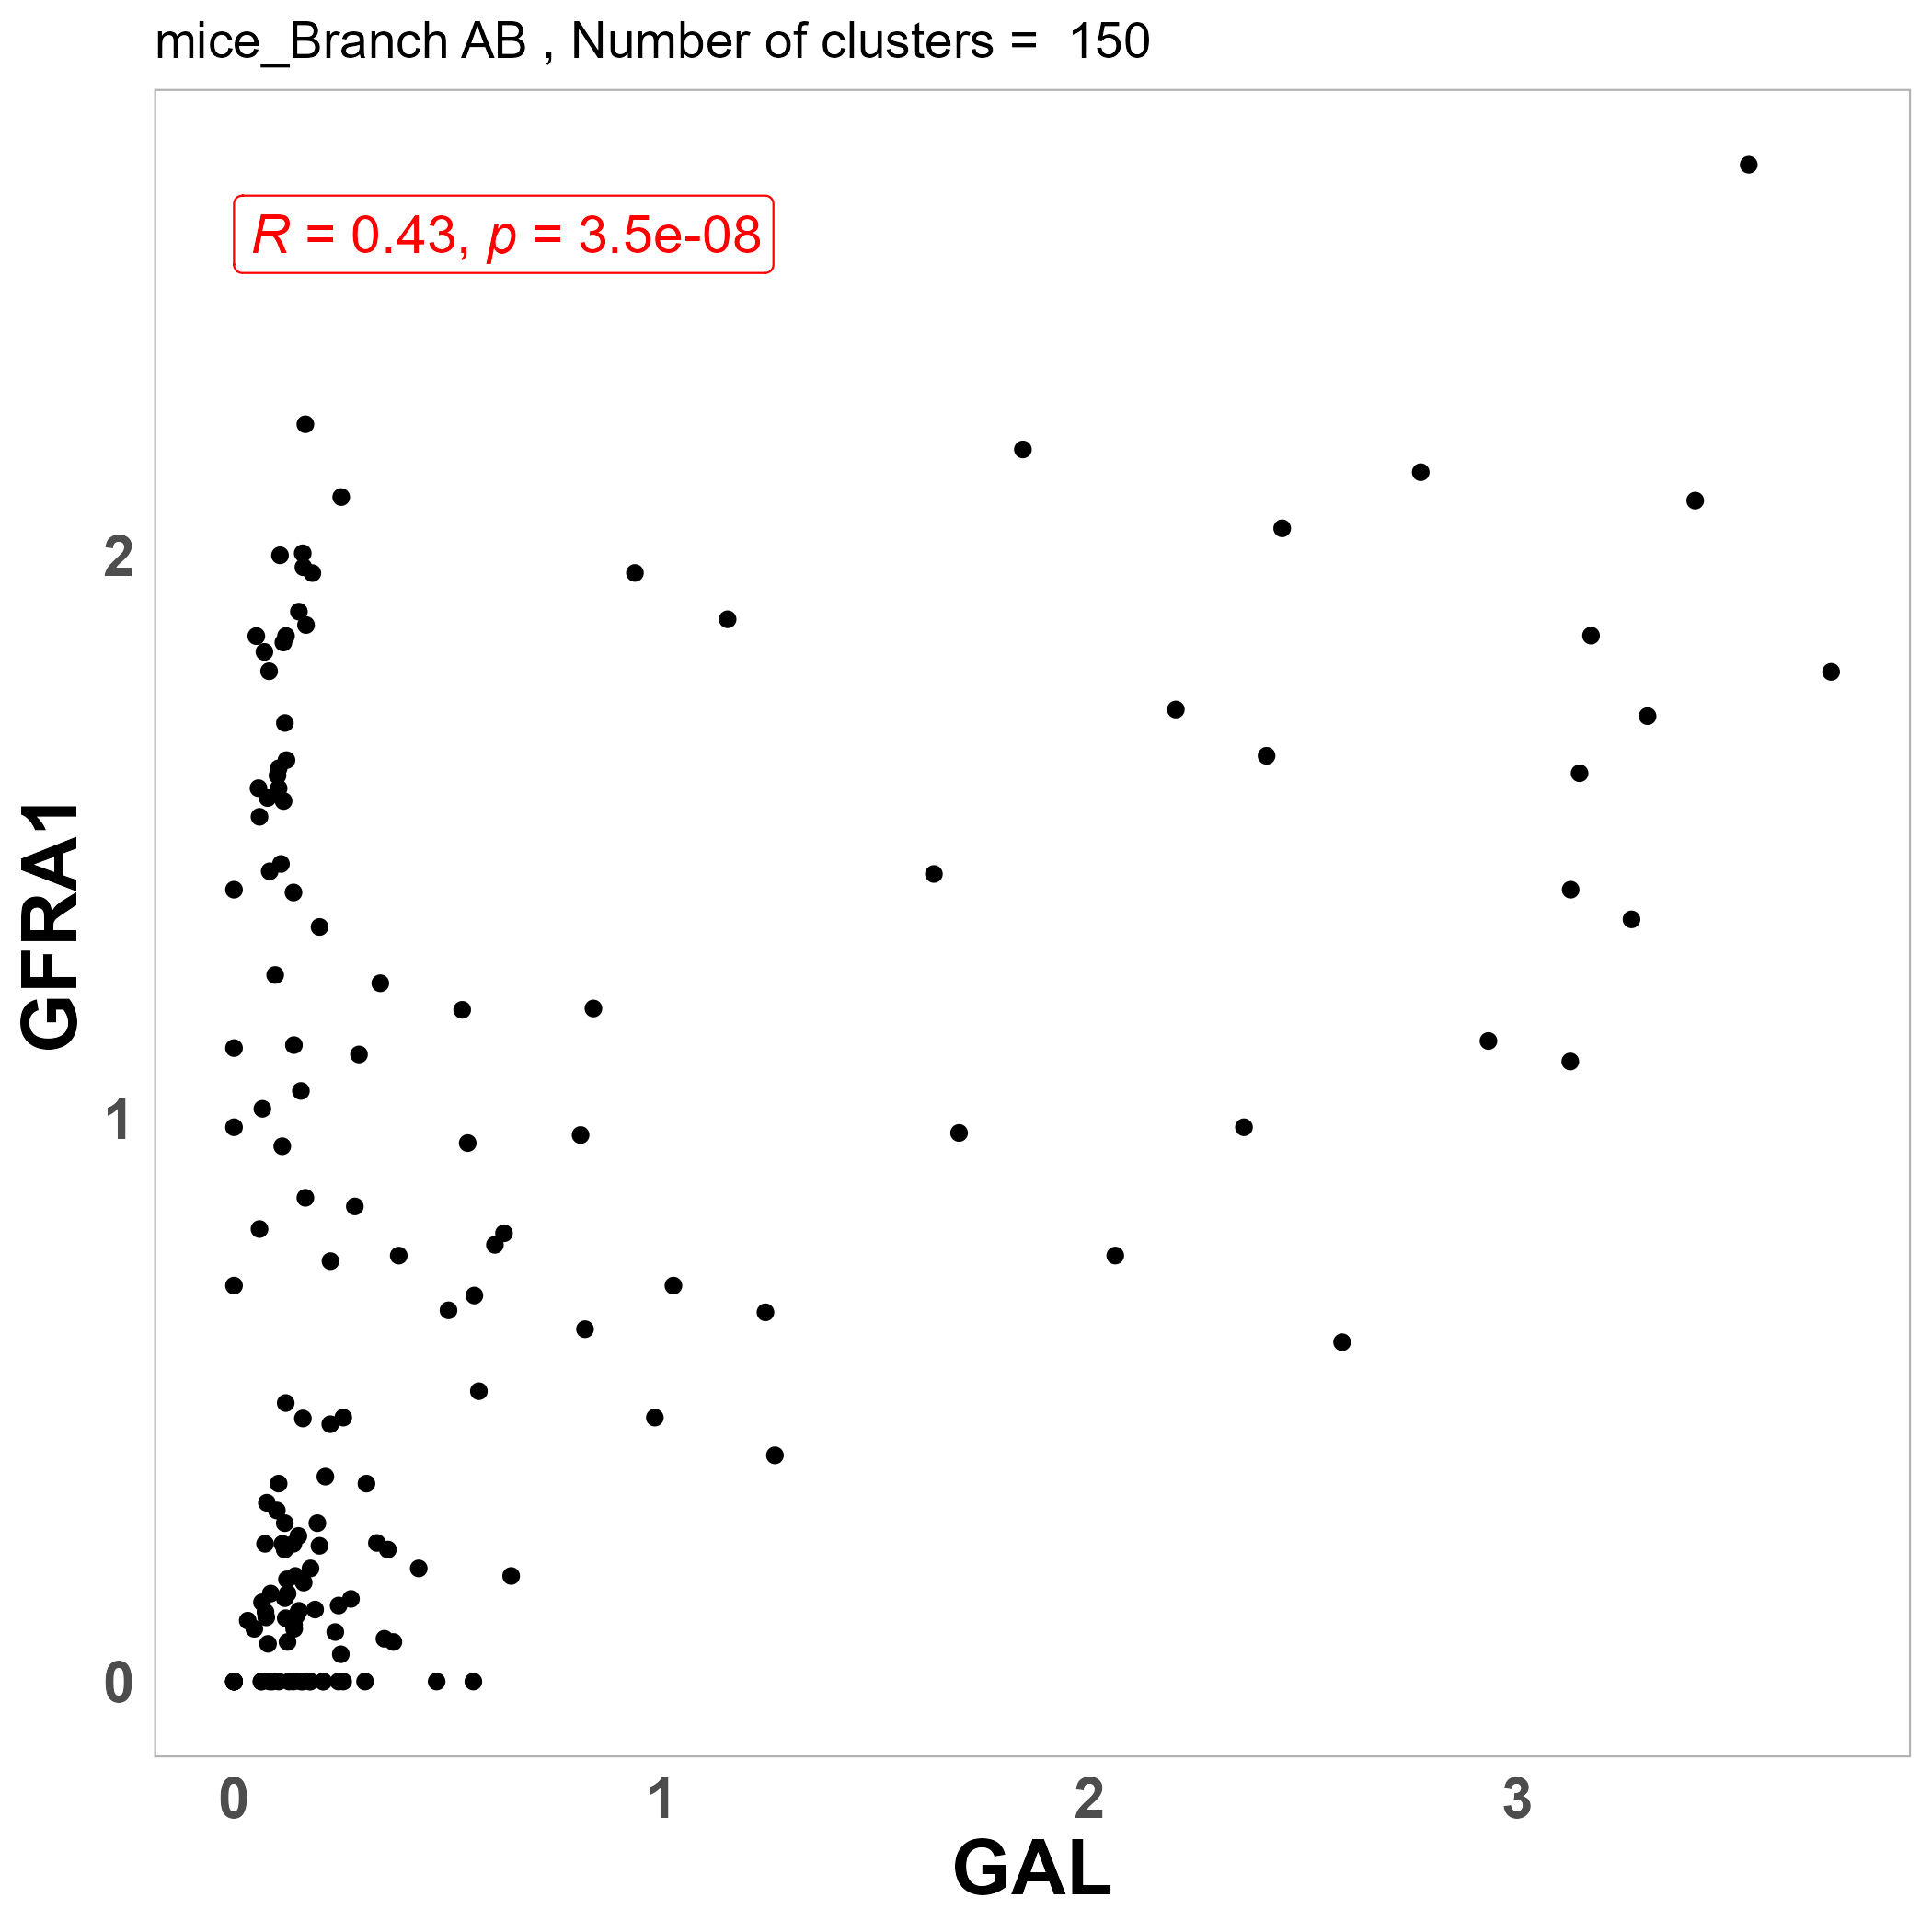 mice_Branch AB , Number of clusters =  150
R = 0.43, p = 3.5e-08
GFRA1
2
1
0
0 1 2 3
GAL